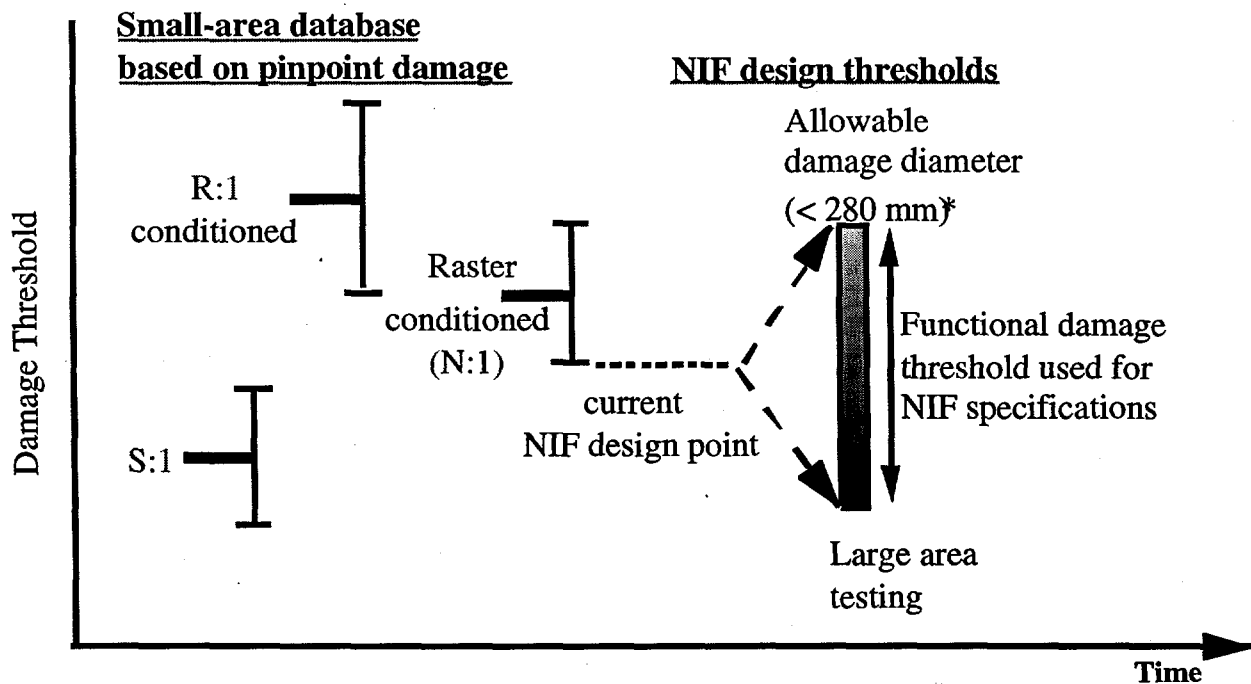 Small-area database
based on pinpoint damage
NIF design thresholds
Allowable
damage diameter
(< 280 mm)*
R:1
conditioned
Raster
conditioned
(N:1)
Functional damage
threshold used for
NIF specifications
current
NIF design point
S:1
Large area
testing
Damage Threshold
Time